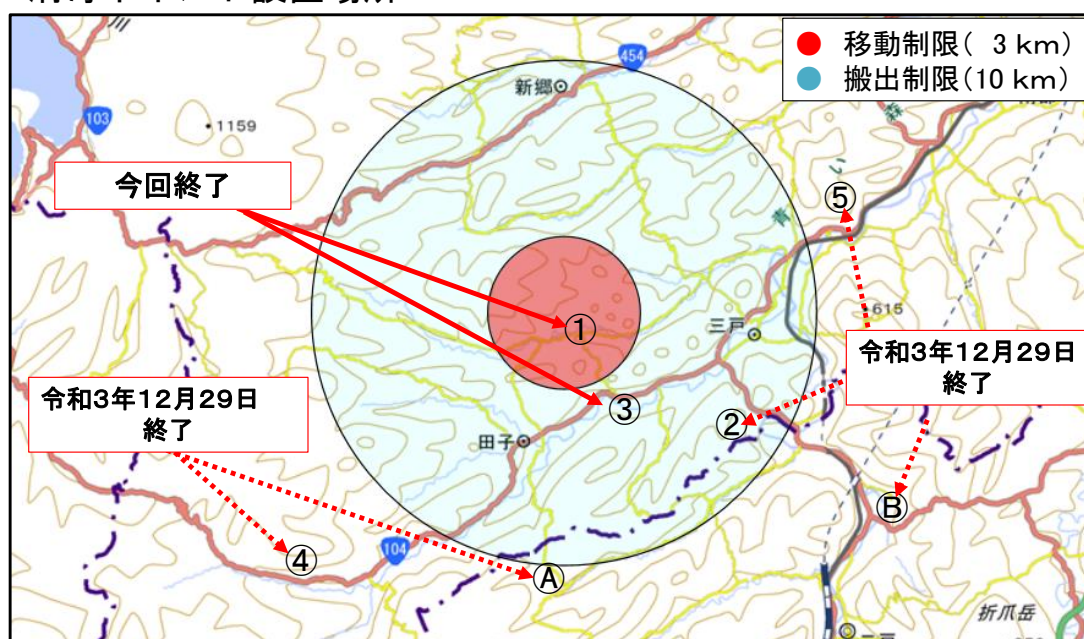 移動制限( 3 km)
搬出制限(10 km)
454
新郷
103
・1159
今回終了
⑤
①
三戸
・615
令和3年12月29日
終了
令和3年12月29日
終了
③
②
田子
Ⓑ
104
④
Ⓐ
折爪岳